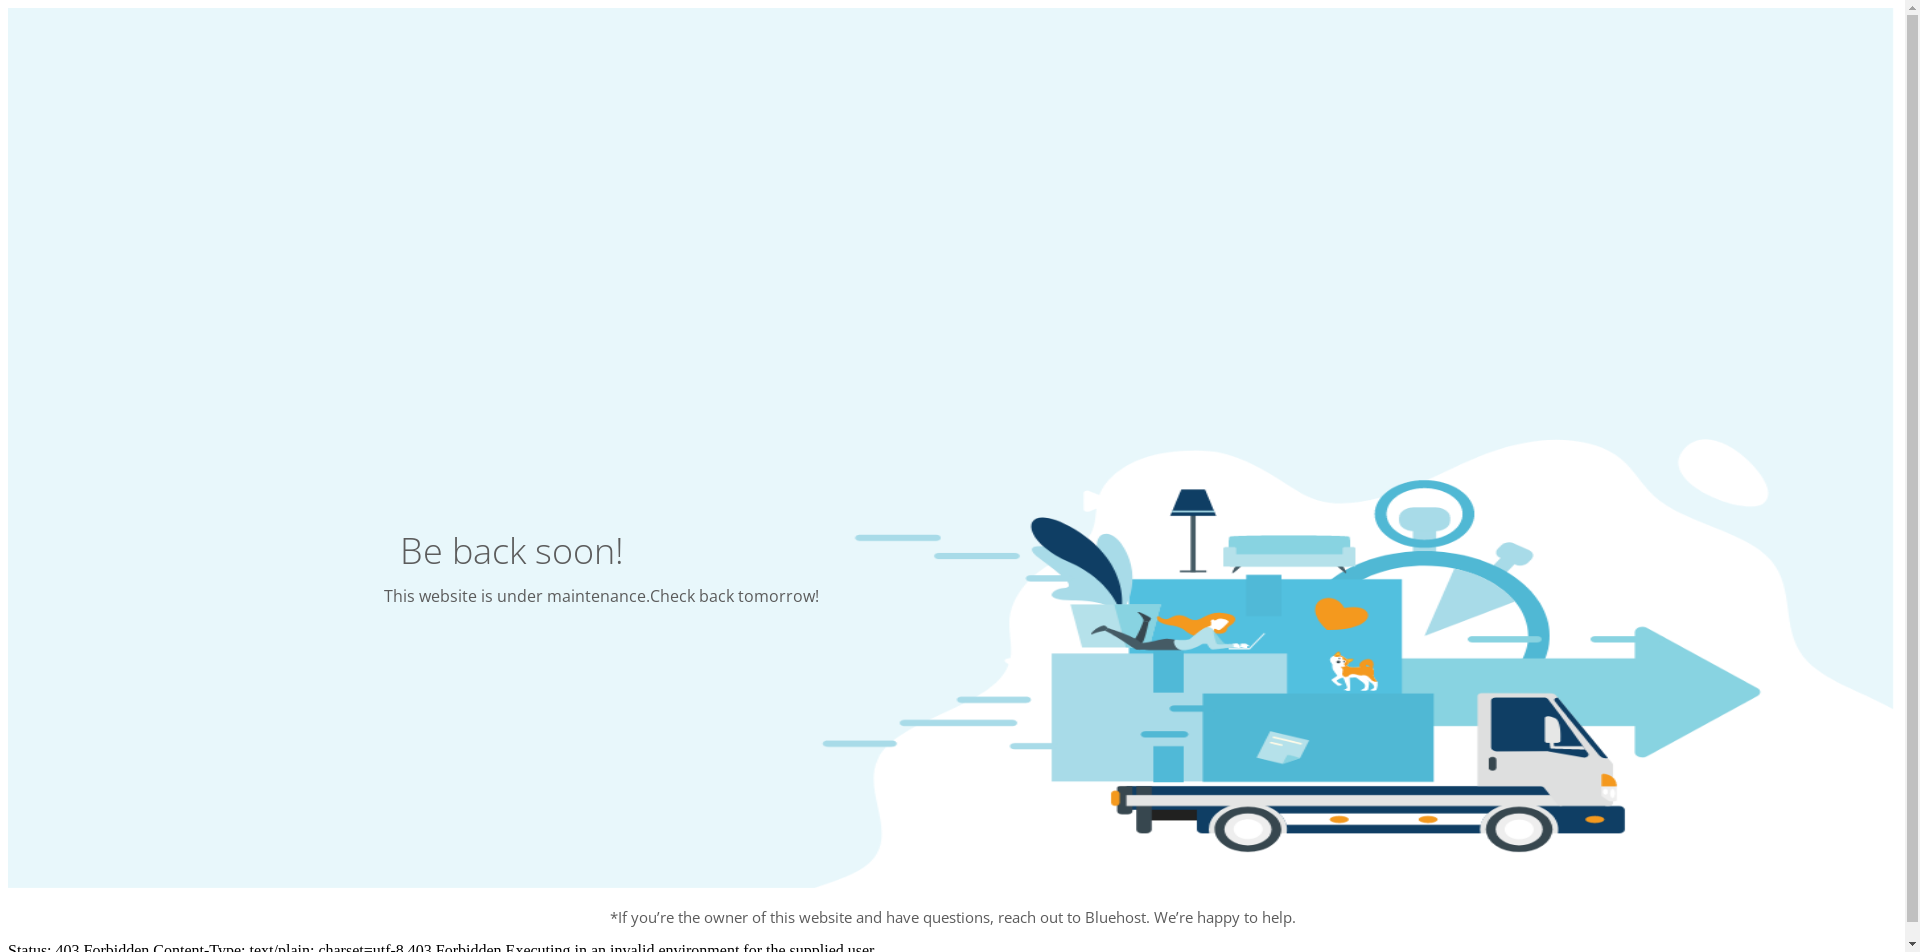 Be back soon!
This website is under maintenance.Check back tomorrow!
*If you’re the owner of this website and have questions, reach out to Bluehost. We’re happy to help.
Status: 403 Forbidden Content-Type: text/plain; charset=utf-8 403 Forbidden Executing in an invalid environment for the supplied user